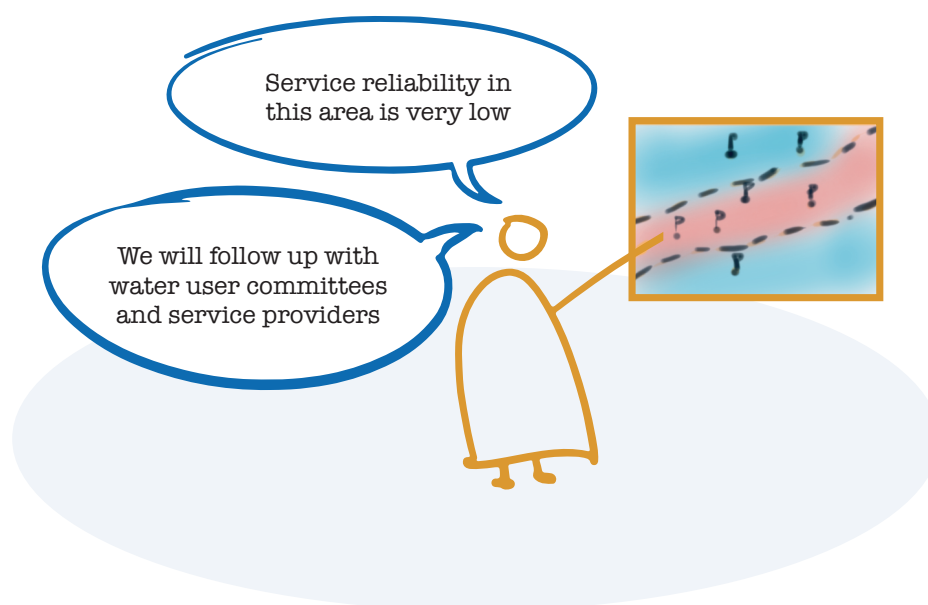 Service reliability in
this area is very low
We will follow up with
water user committees
and service providers